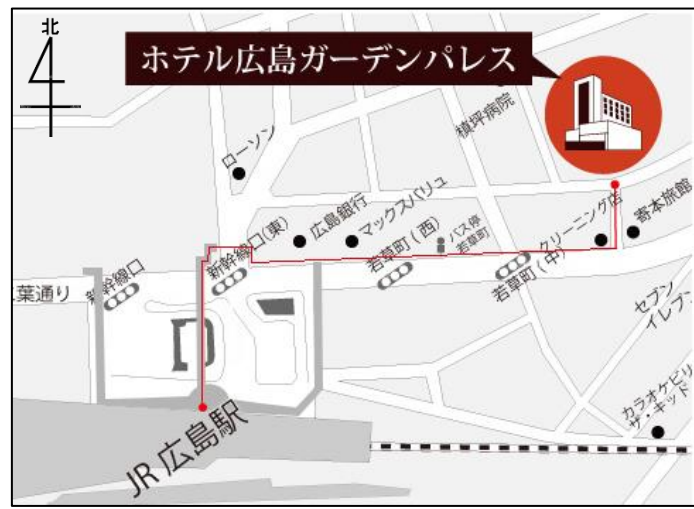 北
ホテル広島ガーデンパレス
槙坪病院
ローソン
広島銀行
マックスバリュ
新幹線口(東)
若草町(西)
バス停
若草町
クリーニング店
若草町(中)
寄本旅館
新幹線口
葉通り
セブン
イレブン
カラオケビリ
ザ・キッド
JR 広島駅